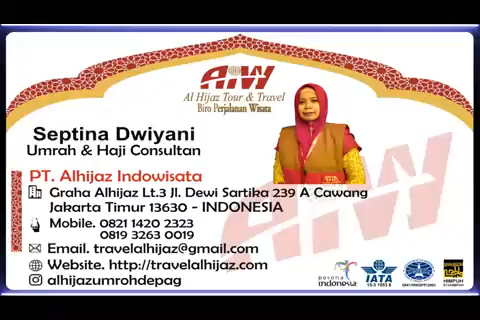 AIW
Al Hijaz Tour & Travel
Biro Perjalanan Wisata
Septina Dwiyani
Umrah & Haji Consultan
PT. Alhijaz Indowisata
Graha Alhijaz Lt.3 Jl. Dewi Sartika 239 A Cawang
Jakarta Timur 13630 - INDONESIA
Mobile. 0821 1420 2323
0819 3263 0019
Email. travelalhijaz@gmail.com
Website. http://travelalhijaz.com
alhijazumrohdepag
pesona
indonesia
IATA
HIMPUH